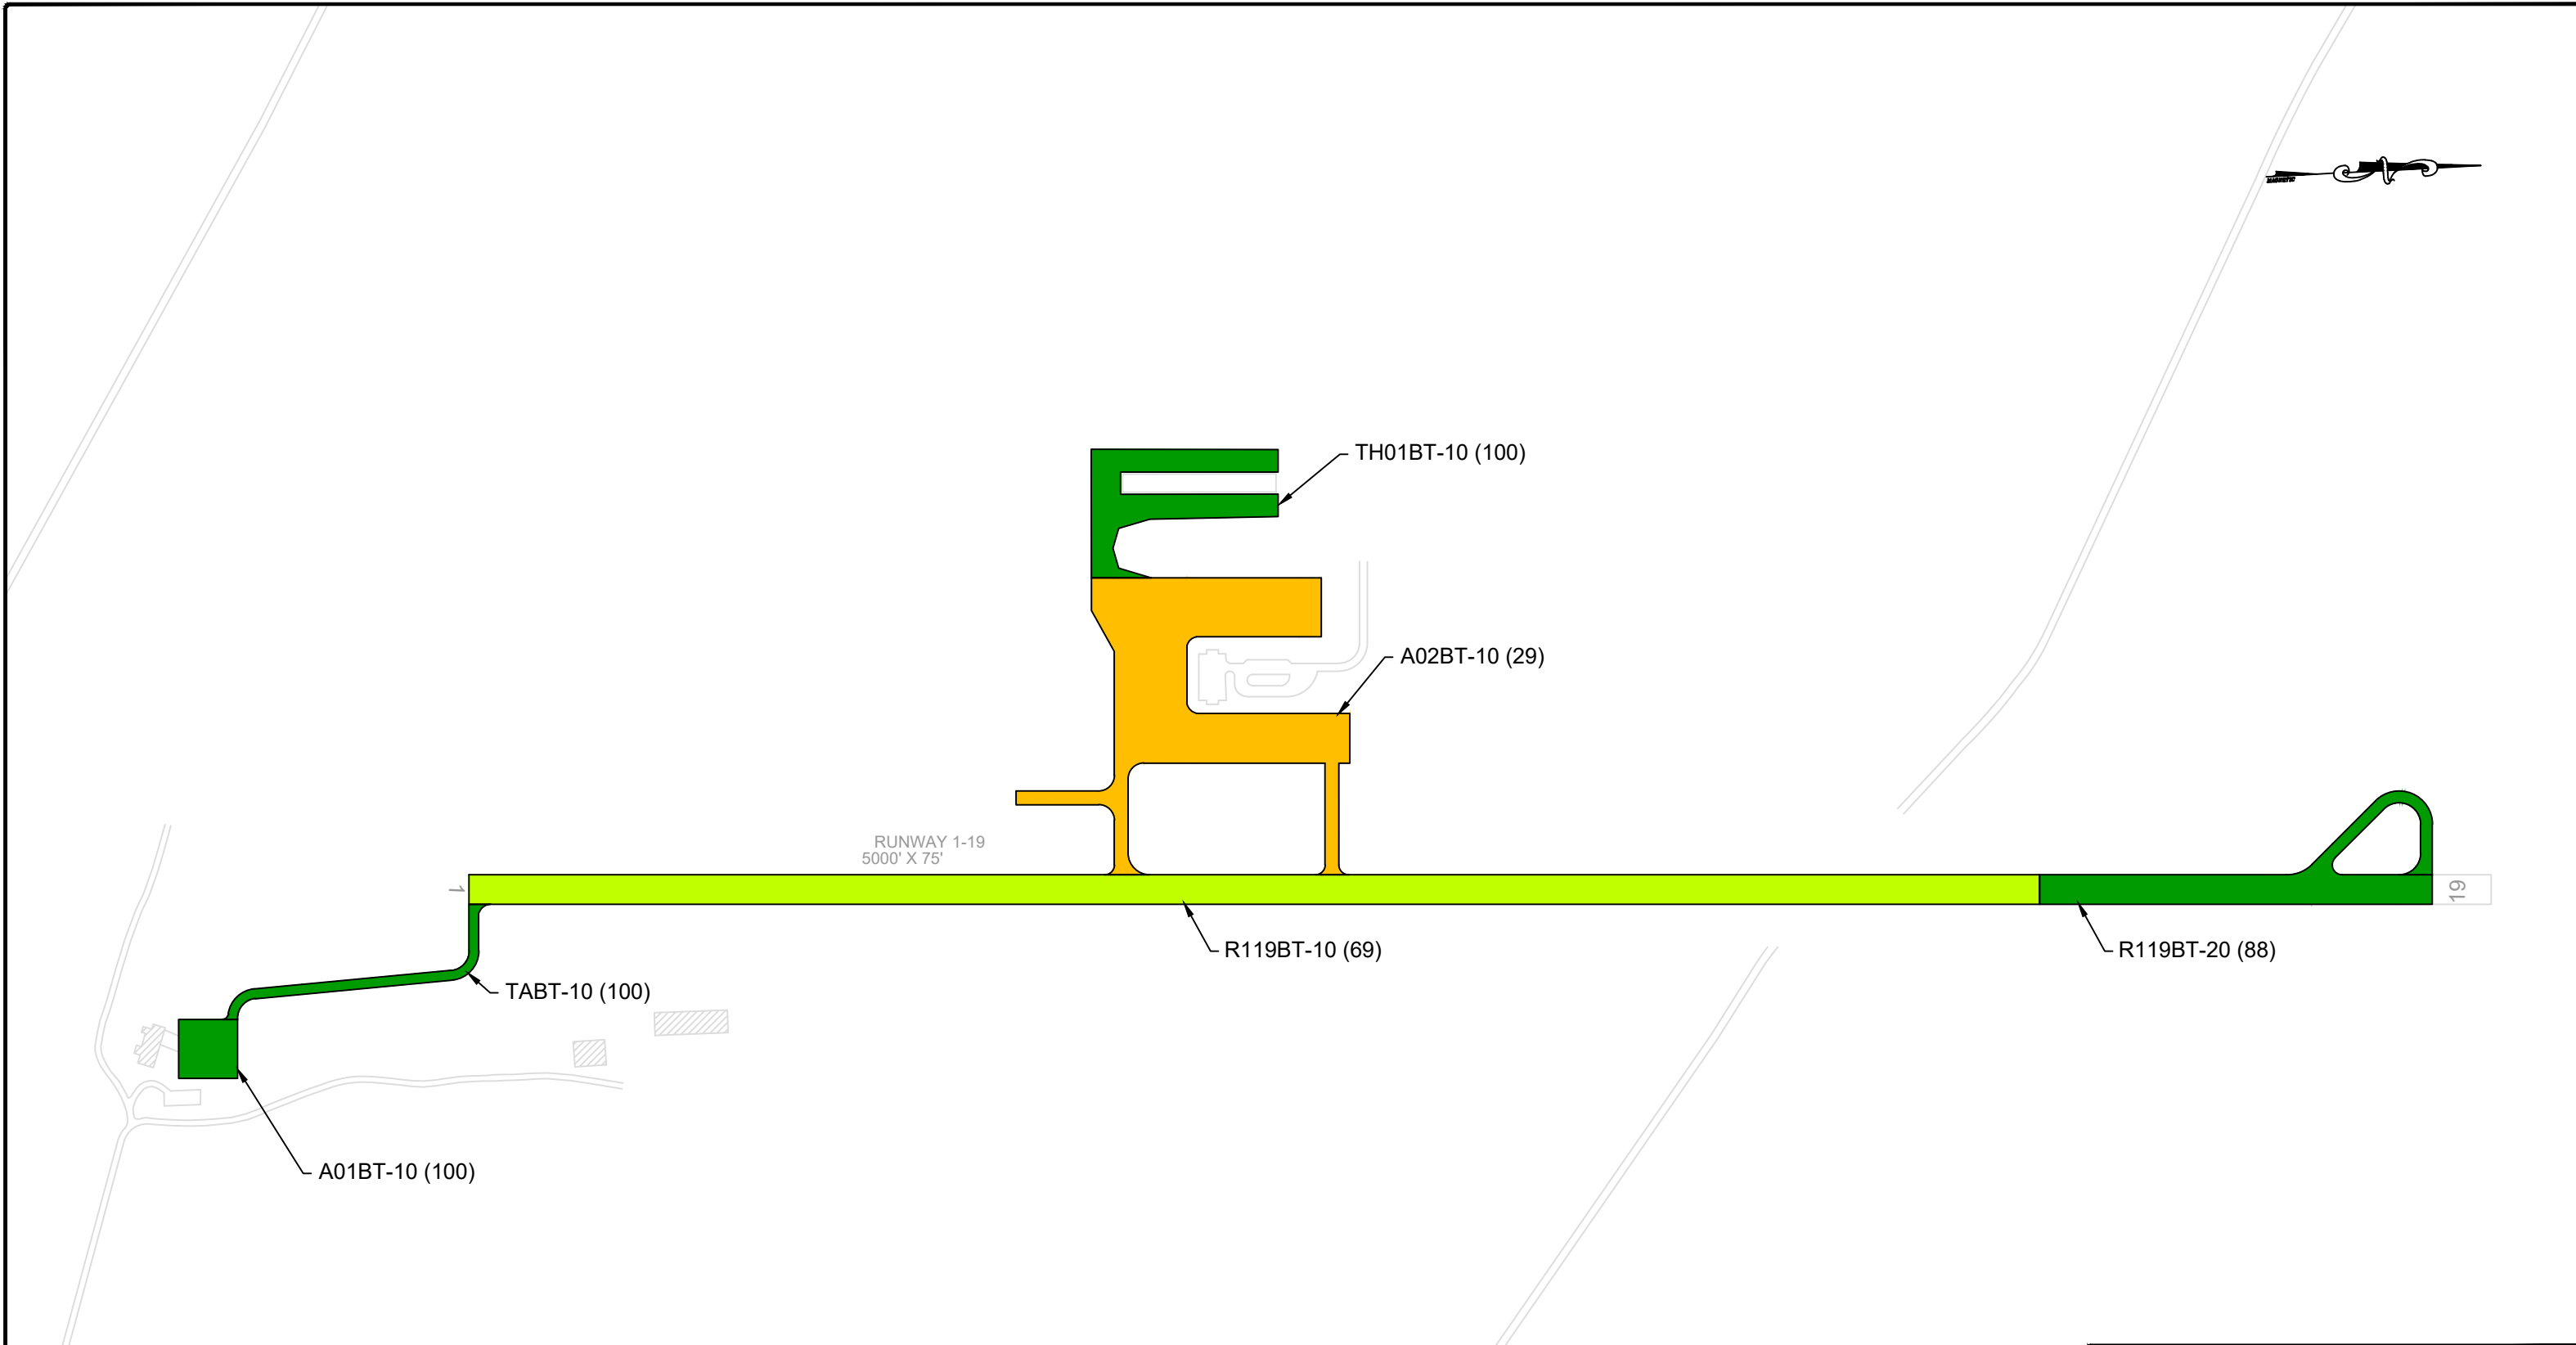 TH01BT-10 (100)
A02BT-10 (29)
RUNWAY 1-19
5000' X 75'
1
19
R119BT-10 (69)
R119BT-20 (88)
TABT-10 (100)
A01BT-10 (100)